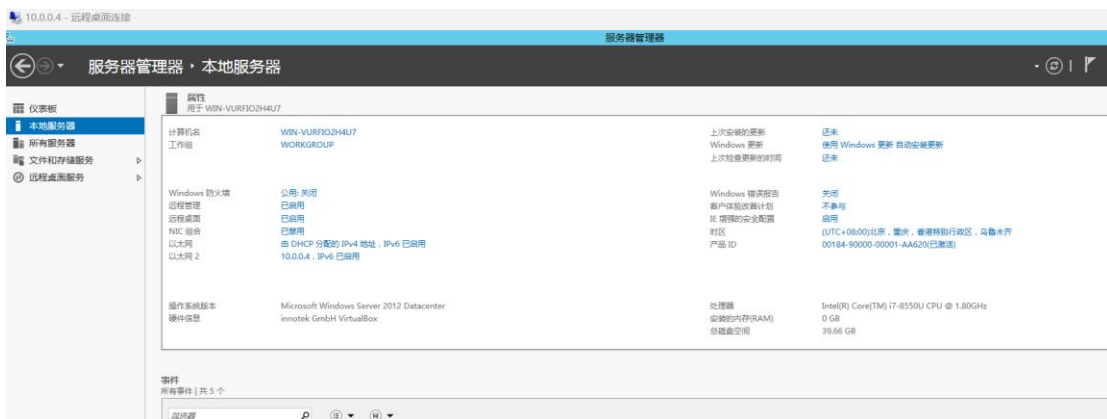 10.0.0.4 - 远程桌面连接
服务器管理器
服务器管理器 ‣ 本地服务器
仪表板
本地服务器
所有服务器
文件和存储服务
远程桌面服务
属性
用于 WIN-VURFIO2H4U7
计算机名 WIN-VURFIO2H4U7 上次安装的更新 还未
工作组 WORKGROUP Windows 更新 使用 Windows 更新 自动安装更新
上次检查更新的时间 还未
Windows 防火墙 公用: 关闭 Windows 错误报告 关闭
远程管理 已启用 客户体验改善计划 不参与
远程桌面 已启用 IE 增强的安全配置 启用
NIC 组合 已禁用 时区 (UTC+08:00)北京，重庆，香港特别行政区，乌鲁木齐
以太网 由 DHCP 分配的 IPv4 地址，IPv6 已启用 产品 ID 00184-90000-00001-AA620(已激活)
以太网 2 10.0.0.4，IPv6 已启用
操作系统版本 Microsoft Windows Server 2012 Datacenter 处理器 Intel(R) Core(TM) i7-8550U CPU @ 1.80GHz
硬件信息 innotek GmbH VirtualBox 安装的内存(RAM) 0 GB
总磁盘空间 39.66 GB
事件
所有事件 | 共 5 个
筛选器